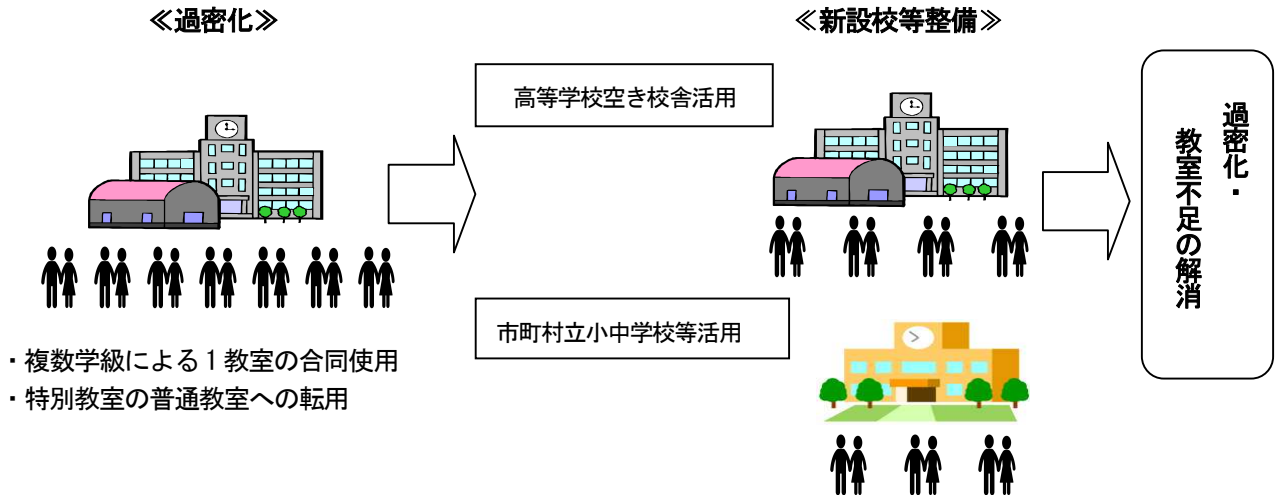 ≪過密化≫
≪新設校等整備≫
高等学校空き校舎活用
市町村立小中学校等活用
・複数学級による１教室の合同使用
・特別教室の普通教室への転用
過密化・
教室不足の解消